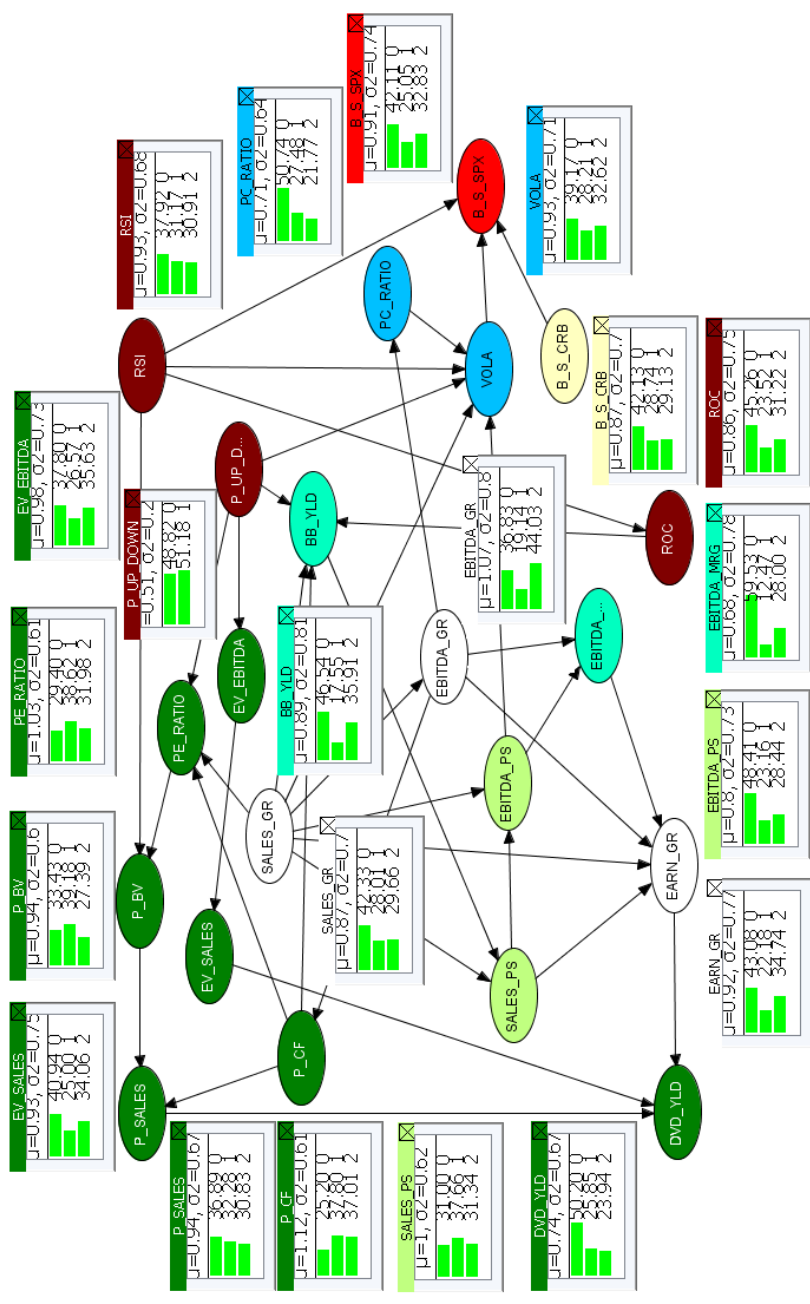 EV_SALES
μ=0.93, σ2=0.75
40.94 0
25.00 1
34.06 2
P_BV
μ=0.94, σ2=0.6
33.43 0
39.18 1
27.39 2
PE_RATIO
μ=1.03, σ2=0.61
29.40 0
38.62 1
31.98 2
EV_EBITDA
μ=0.98, σ2=0.73
37.80 0
26.57 1
35.63 2
P_UP_DOWN
=0.51, σ2=0.2
48.82 0
51.18 1
RSI
μ=0.93, σ2=0.68
37.92 0
31.17 1
30.91 2
P_SALES
P_BV
RSI
P_SALES
μ=0.94, σ2=0.67
36.89 0
32.28 1
30.83 2
EV_SALES
PE_RATIO
EV_EBITDA
P_UP_D...
PC_RATIO
μ=0.71, σ2=0.64
50.74 0
27.48 1
21.77 2
P_CF
μ=1.12, σ2=0.61
25.20 0
37.80 1
37.01 2
P_CF
SALES_GR
BB_YLD
μ=0.89, σ2=0.81
46.54 0
17.55 1
35.91 2
BB_YLD
SALES_GR
μ=0.87, σ2=0.7
42.33 0
28.01 1
29.66 2
PC_RATIO
B_S_SPX
μ=0.91, σ2=0.74
42.11 0
25.05 1
32.83 2
SALES_PS
μ=1, σ2=0.62
31.00 0
37.66 1
31.34 2
EBITDA_GR
EBITDA_GR
μ=1.07, σ2=0.8
36.83 0
19.14 1
44.03 2
VOLA
B_S_SPX
SALES_PS
EBITDA_PS
EBITDA_...
B_S_CRB
VOLA
μ=0.93, σ2=0.71
39.17 0
28.21 1
32.62 2
DVD_YLD
μ=0.74, σ2=0.67
50.20 0
25.85 1
23.94 2
B_S_CRB
μ=0.87, σ2=0.7
42.13 0
28.74 1
29.13 2
DVD_YLD
EARN_GR
ROC
EARN_GR
μ=0.92, σ2=0.77
43.08 0
22.18 1
34.74 2
EBITDA_PS
μ=0.8, σ2=0.73
48.41 0
23.16 1
28.44 2
EBITDA_MRG
μ=0.68, σ2=0.78
59.53 0
12.47 1
28.00 2
ROC
μ=0.86, σ2=0.75
45.26 0
23.52 1
31.22 2